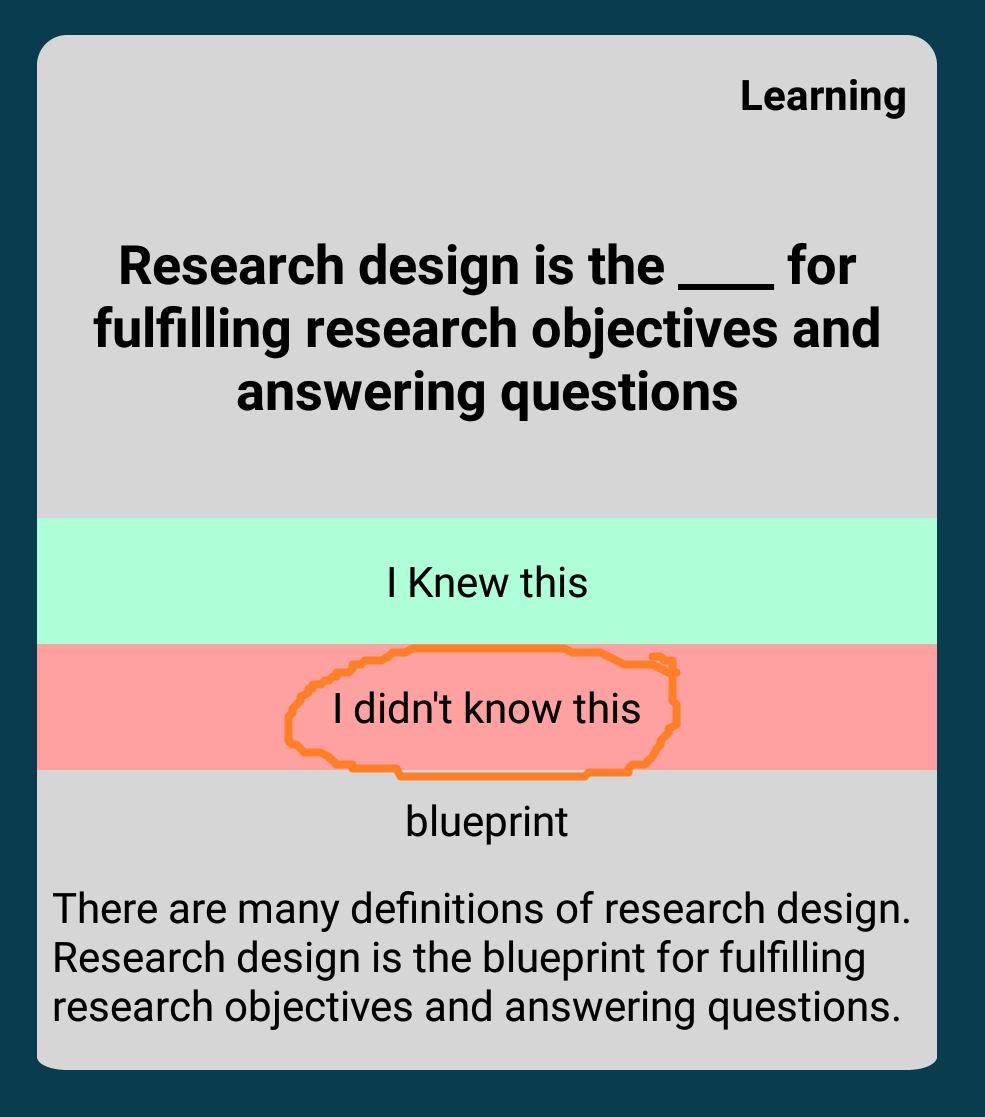 Learning
Research design is the ____ for
fulfilling research objectives and
answering questions
I Knew this
I didn't know this
blueprint
There are many definitions of research design.
Research design is the blueprint for fulfilling
research objectives and answering questions.